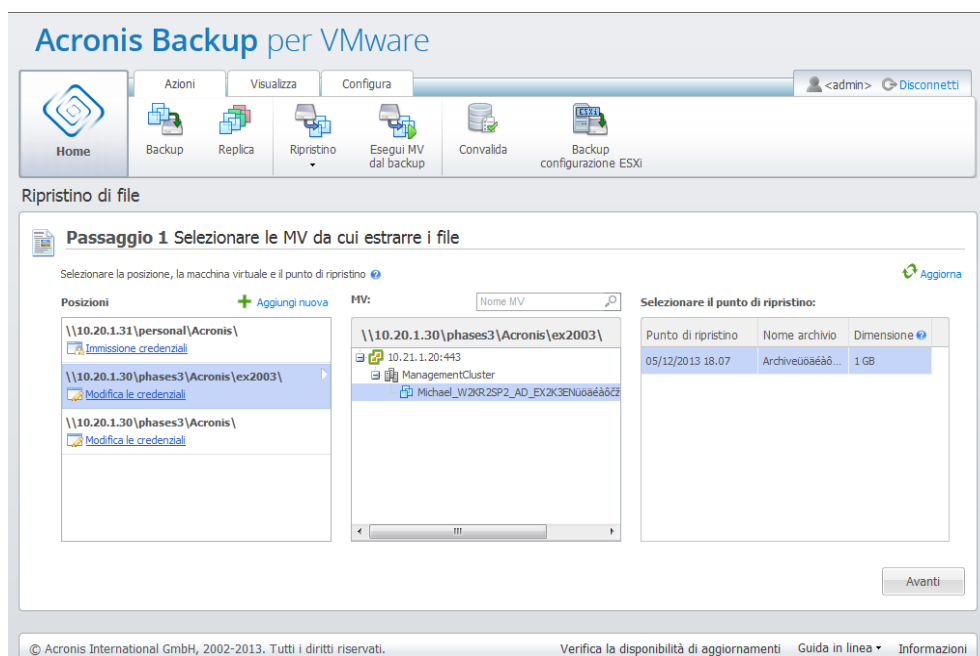 Acronis Backup per VMware
Azioni Visualizza Configura
<admin> Disconnetti
Home
Backup
Replica
Ripristino
Esegui MV
dal backup
Convalida
Backup
configurazione ESXi
Ripristino di file
Passaggio 1 Selezionare le MV da cui estrarre i file
Selezionare la posizione, la macchina virtuale e il punto di ripristino
Aggiorna
Posizioni
Aggiungi nuova
\\10.20.1.31\personal\Acronis\
Immissione credenziali
\\10.20.1.30\phases3\Acronis\ex2003\
Modifica le credenziali
\\10.20.1.30\phases3\Acronis\
Modifica le credenziali
MV:
Nome MV
\\10.20.1.30\phases3\Acronis\ex2003\
10.21.1.20:443
ManagementCluster
Michael_W2KR2SP2_AD_EX2K3ENüöäéàôčž
Selezionare il punto di ripristino:
Punto di ripristino Nome archivio Dimensione
05/12/2013 18.07 Archiveüöäéàô... 1 GB
Avanti
© Acronis International GmbH, 2002-2013. Tutti i diritti riservati.
Verifica la disponibilità di aggiornamenti Guida in linea Informazioni